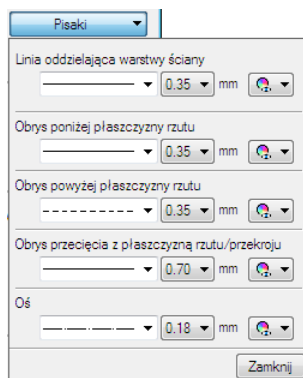 Pisaki
Linia oddzielająca warstwy ściany
0.35 mm
Obrys poniżej płaszczyzny rzutu
0.35 mm
Obrys powyżej płaszczyzny rzutu
0.35 mm
Obrys przecięcia z płaszczyzną rzutu/przekroju
0.70 mm
Oś
0.18 mm
Zamknij